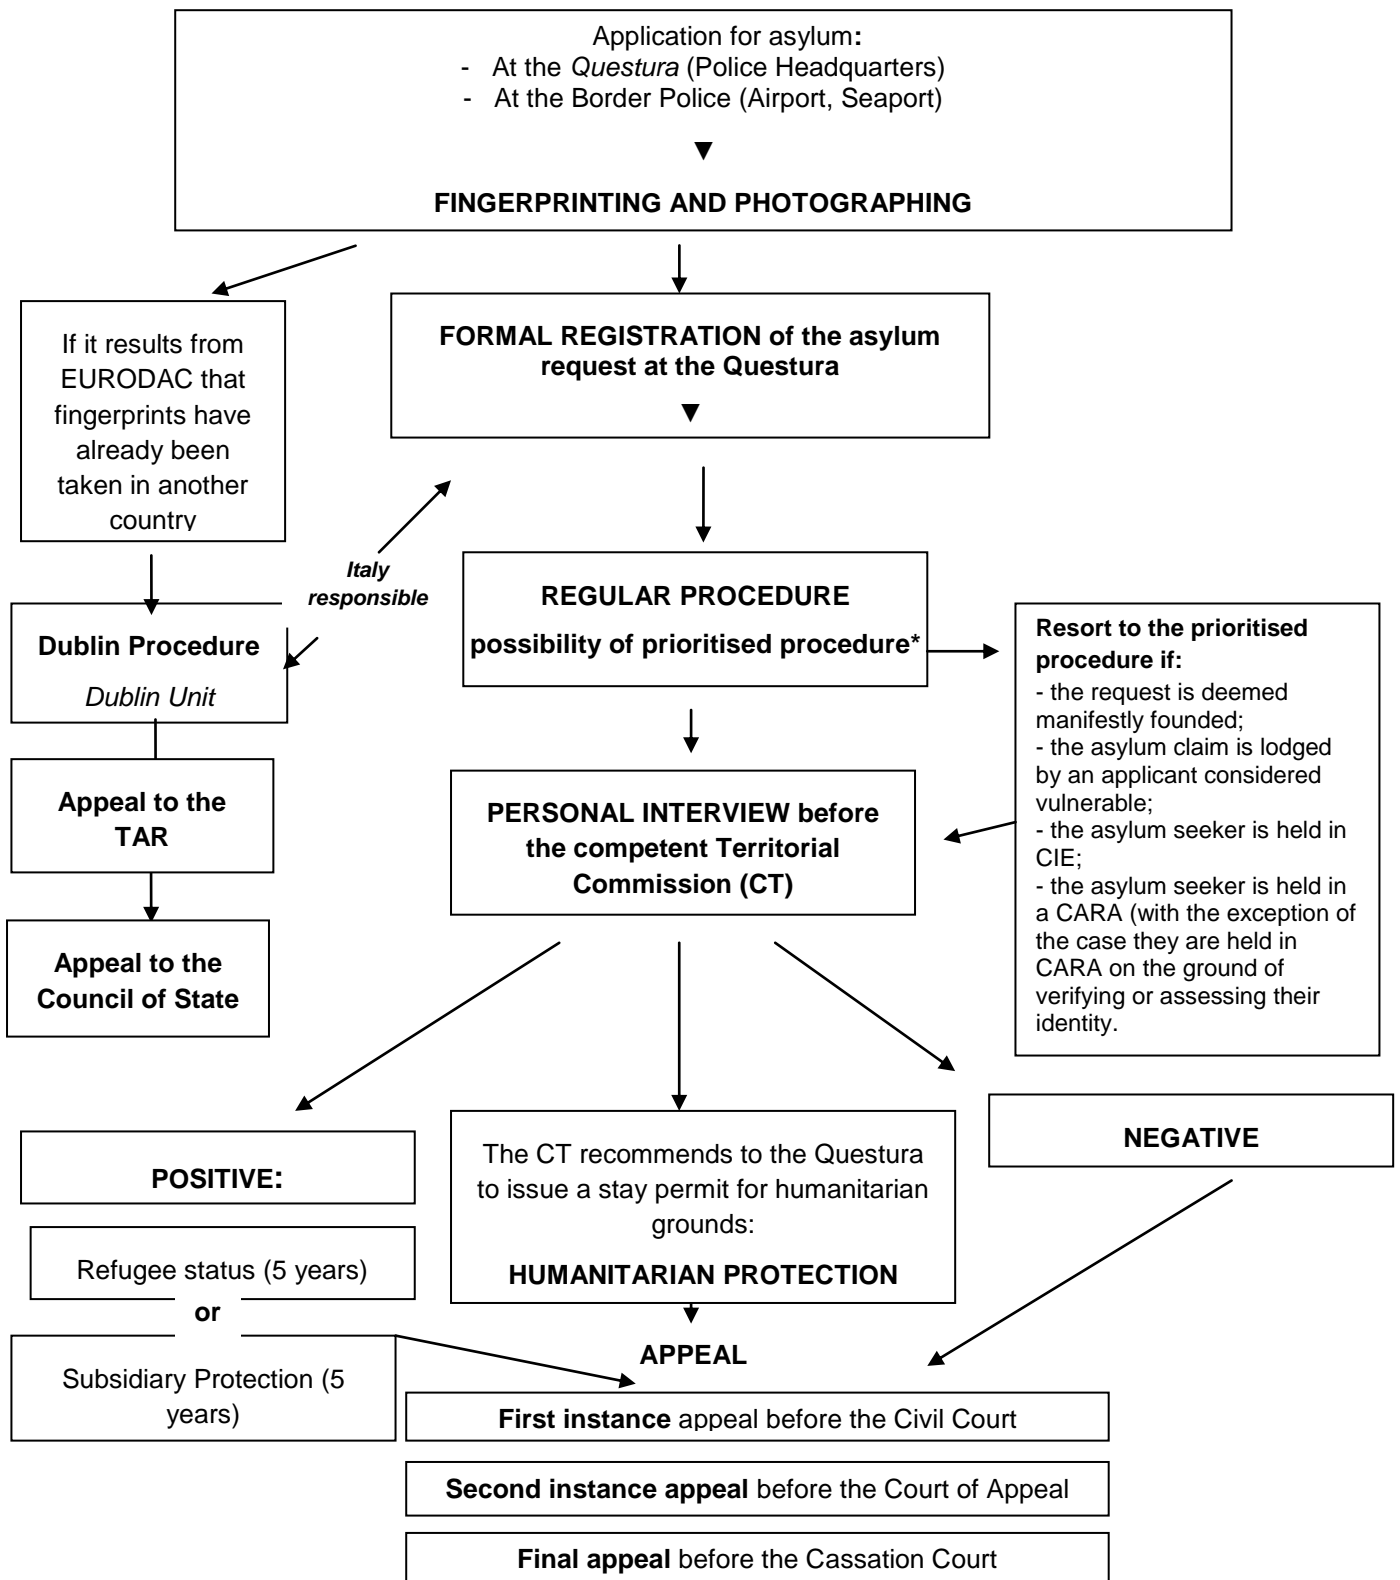 Application for asylum:
- At the Questura (Police Headquarters)
- At the Border Police (Airport, Seaport)
▼
FINGERPRINTING AND PHOTOGRAPHING
If it results from
EURODAC that
fingerprints have
already been
taken in another
country
FORMAL REGISTRATION of the asylum
request at the Questura
▼
Italy
responsible
Dublin Procedure
Dublin Unit
Appeal to the
TAR
Appeal to the
Council of State
REGULAR PROCEDURE
possibility of prioritised procedure*
Resort to the prioritised
procedure if:
- the request is deemed
manifestly founded;
- the asylum claim is lodged
by an applicant considered
vulnerable;
- the asylum seeker is held in
CIE;
- the asylum seeker is held in
a CARA (with the exception of
the case they are held in
CARA on the ground of
verifying or assessing their
identity.
PERSONAL INTERVIEW before
the competent Territorial
Commission (CT)
POSITIVE:
Refugee status (5 years)
or
Subsidiary Protection (5
years)
The CT recommends to the Questura
to issue a stay permit for humanitarian
grounds:
HUMANITARIAN PROTECTION
NEGATIVE
APPEAL
First instance appeal before the Civil Court
Second instance appeal before the Court of Appeal
Final appeal before the Cassation Court